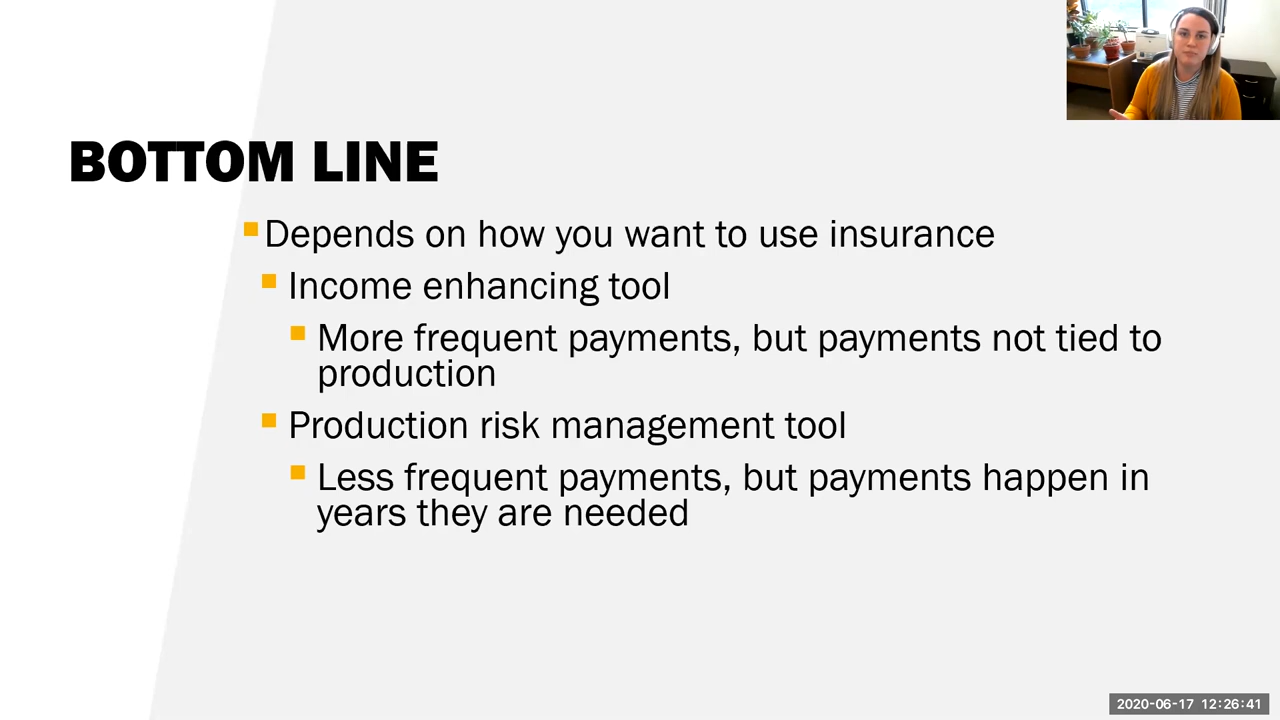 BOTTOM LINE
Depends on how you want to use insurance
Income enhancing tool
More frequent payments, but payments not tied to
production
Production risk management tool
Less frequent payments, but payments happen in
years they are needed
2020-06-17 12:26:41